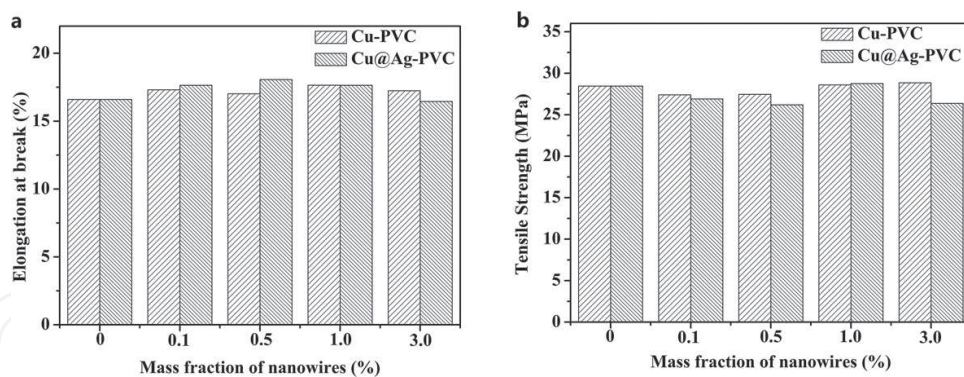 a
Cu-PVC
Cu@Ag-PVC
20
15
10
5
0
Elongation at break (%)
0 0.1 0.5 1.0 3.0
Mass fraction of nanowires (%)
b
Cu-PVC
Cu@Ag-PVC
35
30
25
20
15
10
5
0
Tensile Strength (MPa)
0 0.1 0.5 1.0 3.0
Mass fraction of nanowires (%)